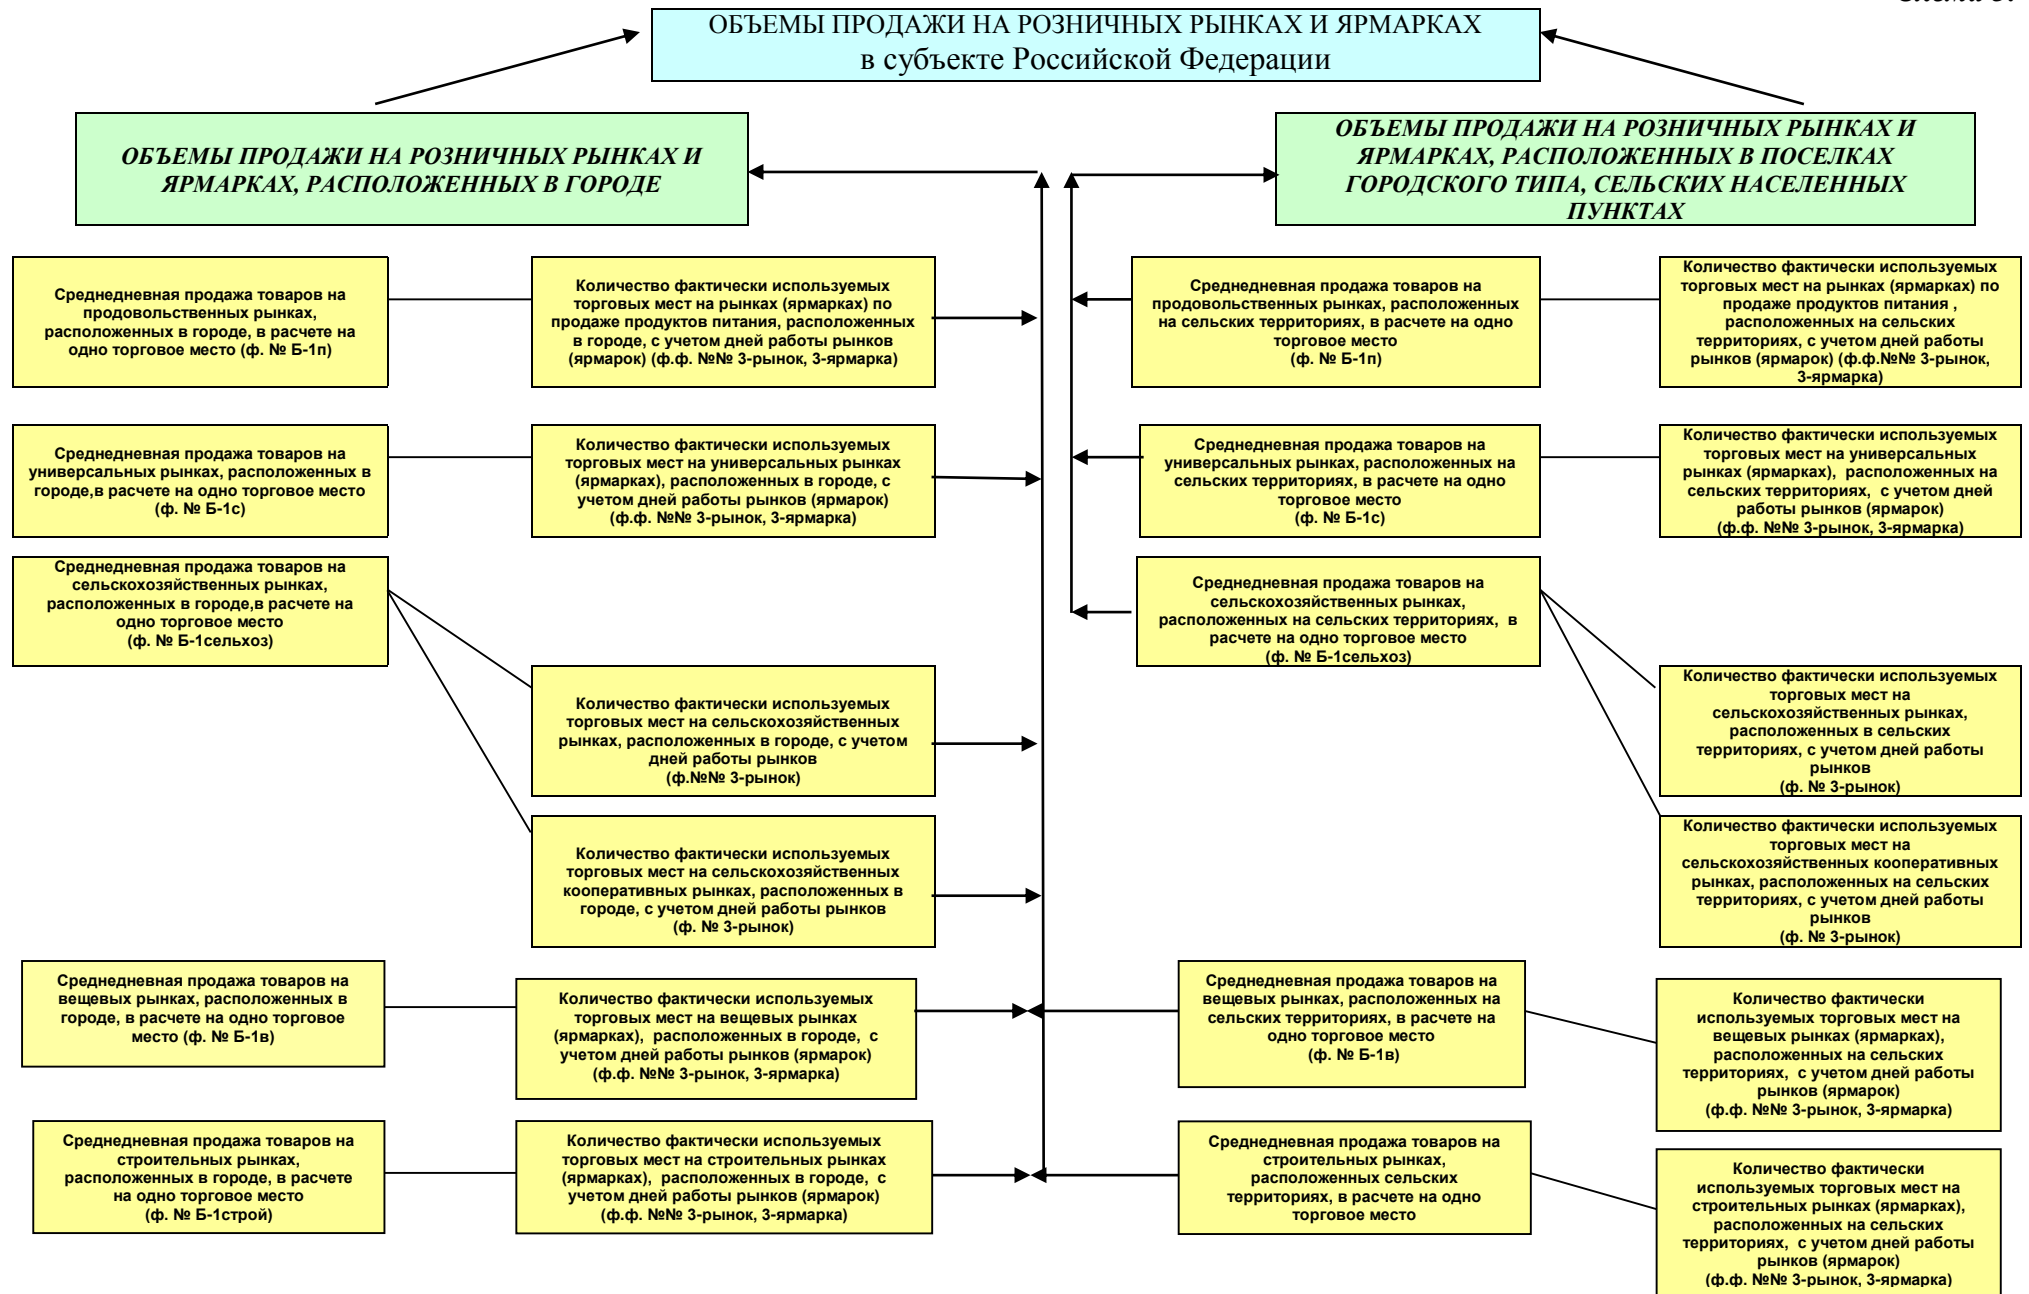 ОБЪЕМЫ ПРОДАЖИ НА РОЗНИЧНЫХ РЫНКАХ И ЯРМАРКАХ
в субъекте Российской Федерации
ОБЪЕМЫ ПРОДАЖИ НА РОЗНИЧНЫХ РЫНКАХ И
ЯРМАРКАХ, РАСПОЛОЖЕННЫХ В ГОРОДЕ
ОБЪЕМЫ ПРОДАЖИ НА РОЗНИЧНЫХ РЫНКАХ И
ЯРМАРКАХ, РАСПОЛОЖЕННЫХ В ПОСЕЛКАХ
ГОРОДСКОГО ТИПА, СЕЛЬСКИХ НАСЕЛЕННЫХ
ПУНКТАХ
Среднедневная продажа товаров на
продовольственных рынках,
расположенных в городе, в расчете на
одно торговое место (ф. № Б-1п)
Количество фактически используемых
торговых мест на рынках (ярмарках) по
продаже продуктов питания, расположенных
в городе, с учетом дней работы рынков
(ярмарок) (ф.ф. №№ 3-рынок, 3-ярмарка)
Среднедневная продажа товаров на
продовольственных рынках, расположенных
на сельских территориях, в расчете на одно
торговое место
(ф. № Б-1п)
Количество фактически используемых
торговых мест на рынках (ярмарках) по
продаже продуктов питания ,
расположенных на сельских
территориях, с учетом дней работы
рынков (ярмарок) (ф.ф.№№ 3-рынок,
3-ярмарка)
Среднедневная продажа товаров на
универсальных рынках, расположенных в
городе,в расчете на одно торговое место
(ф. № Б-1с)
Количество фактически используемых
торговых мест на универсальных рынках
(ярмарках), расположенных в городе, с
учетом дней работы рынков (ярмарок)
(ф.ф. №№ 3-рынок, 3-ярмарка)
Среднедневная продажа товаров на
универсальных рынках, расположенных на
сельских территориях, в расчете на одно
торговое место
(ф. № Б-1с)
Количество фактически используемых
торговых мест на универсальных
рынках (ярмарках), расположенных на
сельских территориях, с учетом дней
работы рынков (ярмарок)
(ф.ф. №№ 3-рынок, 3-ярмарка)
Среднедневная продажа товаров на
сельскохозяйственных рынках,
расположенных в городе,в расчете на
одно торговое место
(ф. № Б-1сельхоз)
Среднедневная продажа товаров на
сельскохозяйственных рынках,
расположенных на сельских территориях, в
расчете на одно торговое место
(ф. № Б-1сельхоз)
Количество фактически используемых
торговых мест на сельскохозяйственных
рынках, расположенных в городе, с учетом
дней работы рынков
(ф.№№ 3-рынок)
Количество фактически используемых
торговых мест на
сельскохозяйственных рынках,
расположенных в сельских
территориях, с учетом дней работы
рынков
(ф. № 3-рынок)
Количество фактически используемых
торговых мест на сельскохозяйственных
кооперативных рынках, расположенных в
городе, с учетом дней работы рынков
(ф. № 3-рынок)
Количество фактически используемых
торговых мест на
сельскохозяйственных кооперативных
рынках, расположенных на сельских
территориях, с учетом дней работы
рынков
(ф. № 3-рынок)
Среднедневная продажа товаров на
вещевых рынках, расположенных в
городе, в расчете на одно торговое
место (ф. № Б-1в)
Количество фактически используемых
торговых мест на вещевых рынках
(ярмарках), расположенных в городе, с
учетом дней работы рынков (ярмарок)
(ф.ф. №№ 3-рынок, 3-ярмарка)
Среднедневная продажа товаров на
вещевых рынках, расположенных на
сельских территориях, в расчете на
одно торговое место
(ф. № Б-1в)
Количество фактически
используемых торговых мест на
вещевых рынках (ярмарках),
расположенных на сельских
территориях, с учетом дней работы
рынков (ярмарок)
(ф.ф. №№ 3-рынок, 3-ярмарка)
Среднедневная продажа товаров на
строительных рынках,
расположенных в городе, в расчете
на одно торговое место
(ф. № Б-1строй)
Количество фактически используемых
торговых мест на строительных рынках
(ярмарках), расположенных в городе, с
учетом дней работы рынков (ярмарок)
(ф.ф. №№ 3-рынок, 3-ярмарка)
Среднедневная продажа товаров на
строительных рынках,
расположенных сельских
территориях, в расчете на одно
торговое место
Количество фактически
используемых торговых мест на
строительных рынках (ярмарках),
расположенных на сельских
территориях, с учетом дней работы
рынков (ярмарок)
(ф.ф. №№ 3-рынок, 3-ярмарка)